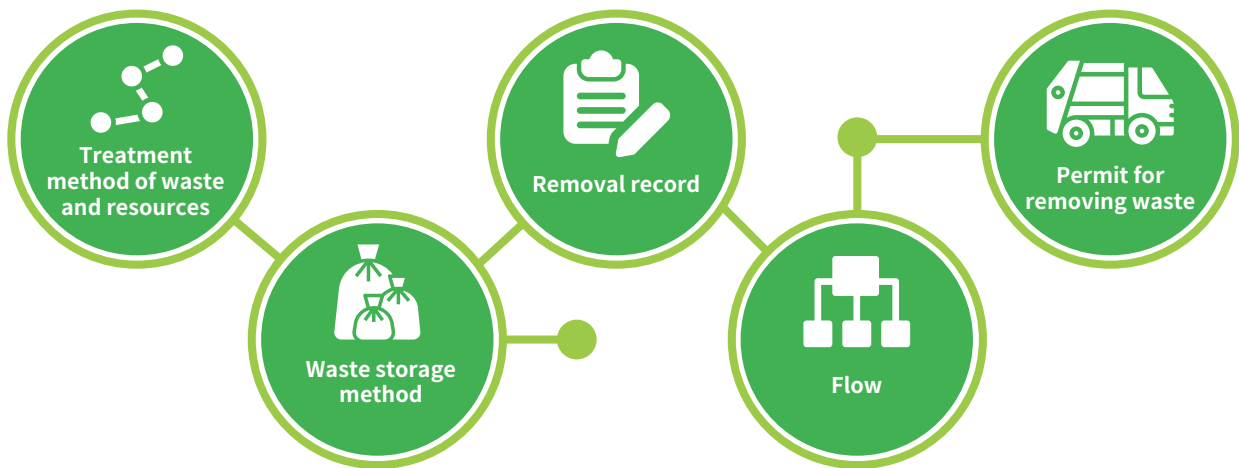 Treatment
method of waste
and resources
Waste storage
method
Removal record
Flow
Permit for
removing waste